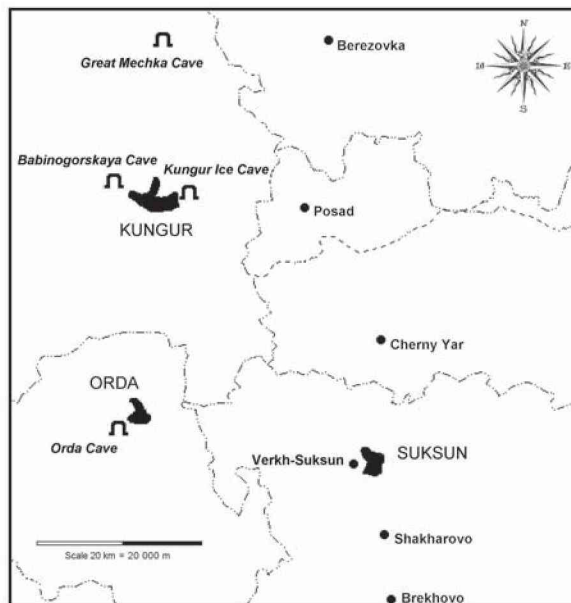 N
Great Mechka Cave
Berezovka
E
S
Babinogorskaya Cave
Kungur Ice Cave
KUNGUR
Posad
Cherny Yar
ORDA
Orda Cave
Verkh-Suksun
SUKSUN
Shakharovo
Scale 20 km = 20 000 m
Brekhovo